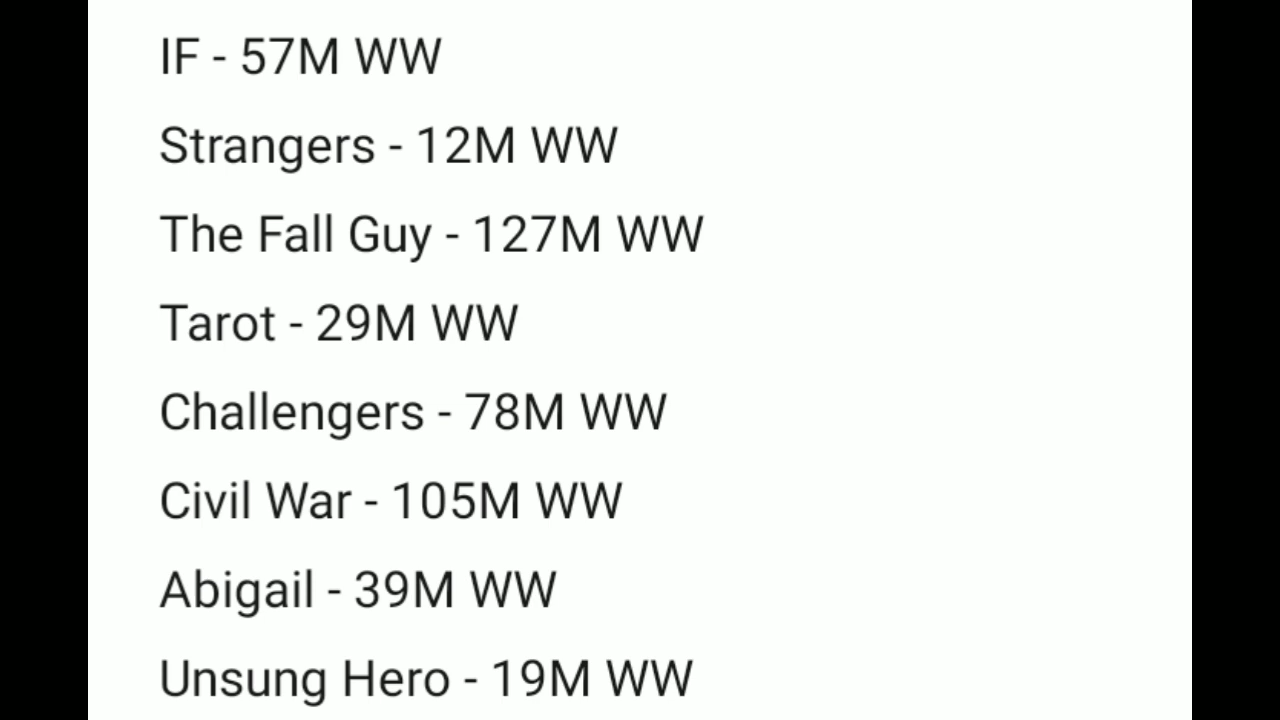 IF - 57M WW
Strangers - 12M WW
The Fall Guy - 127M WW
Tarot - 29M WW
Challengers - 78M WW
Civil War - 105M WW
Abigail - 39M WW
Unsung Hero - 19M WW